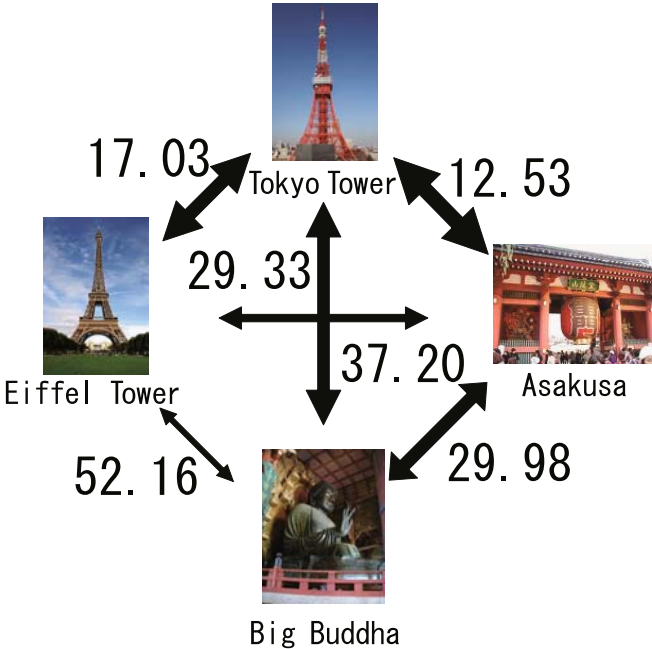 17.03
Tokyo Tower
12.53
29.33
37.20
Eiffel Tower
Asakusa
52.16
29.98
Big Buddha